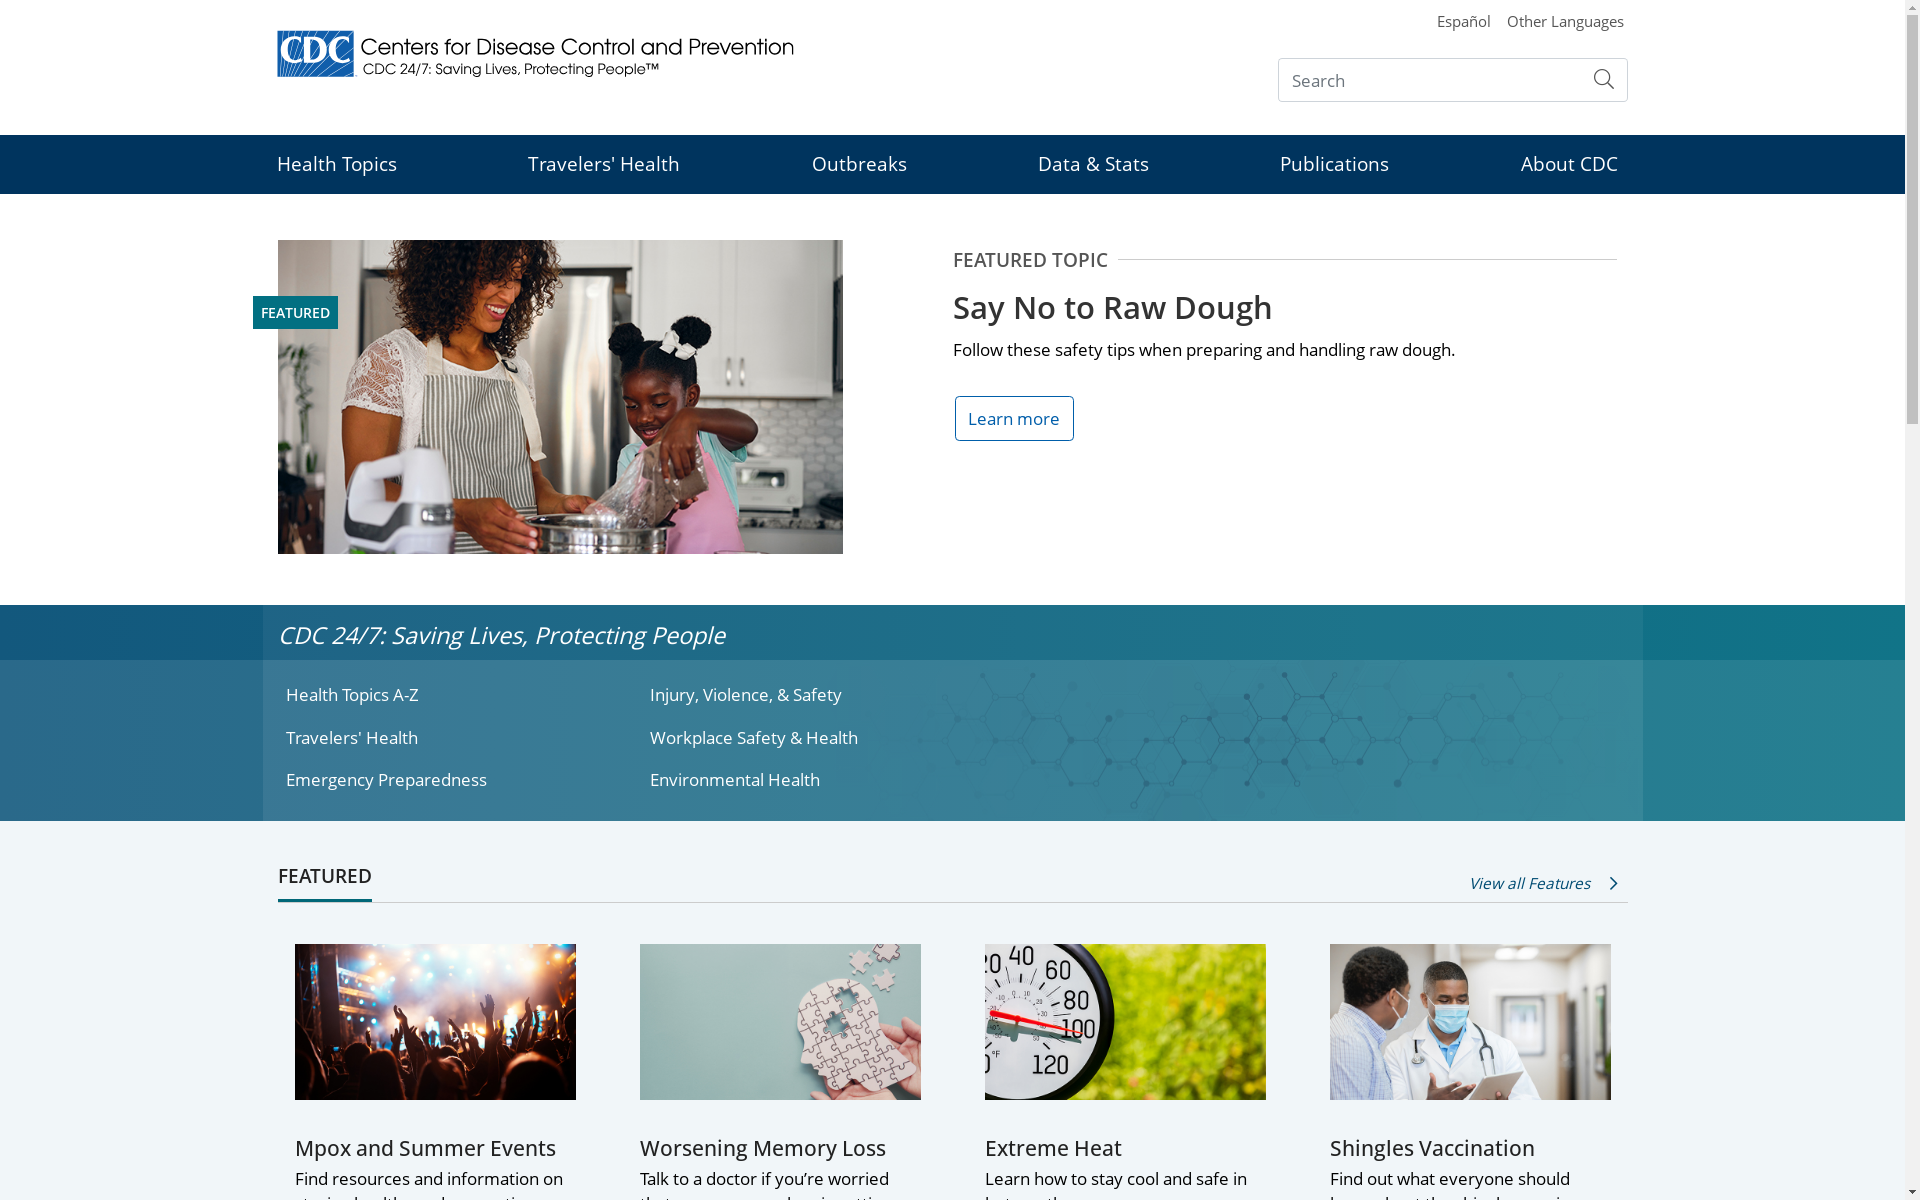 Español Other Languages
CDC Centers for Disease Control and Prevention
CDC 24/7: Saving Lives, Protecting People™
Search
Health Topics Travelers' Health Outbreaks Data & Stats Publications About CDC
FEATURED
FEATURED TOPIC
Say No to Raw Dough
Follow these safety tips when preparing and handling raw dough.
Learn more
CDC 24/7: Saving Lives, Protecting People
Health Topics A-Z
Travelers' Health
Emergency Preparedness
Injury, Violence, & Safety
Workplace Safety & Health
Environmental Health
FEATURED
View all Features
40 60 80 100 120
°F
Mpox and Summer Events
Find resources and information on
Worsening Memory Loss
Talk to a doctor if you’re worried
Extreme Heat
Learn how to stay cool and safe in
Shingles Vaccination
Find out what everyone should